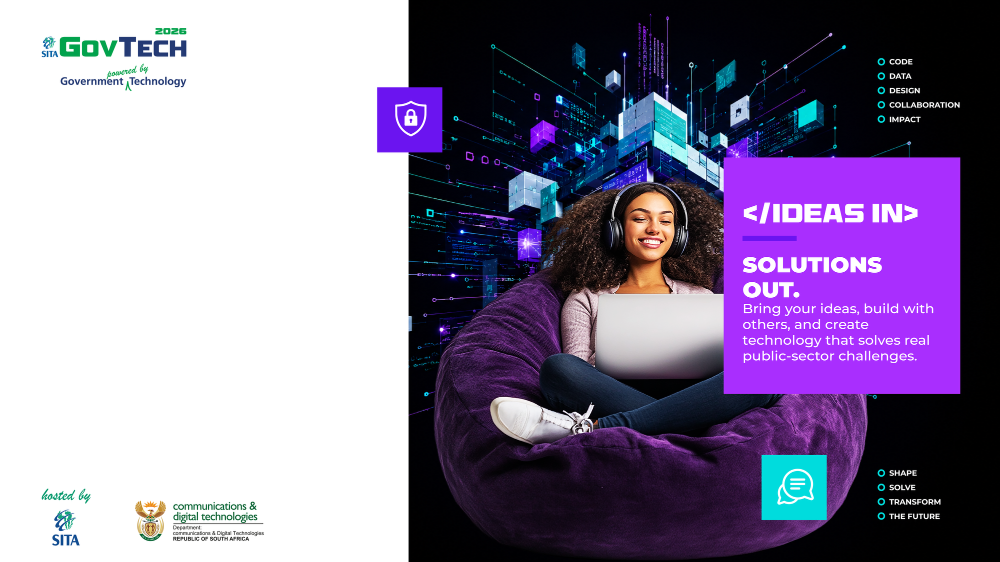 2026
SITA GOVTECH
powered by
Government Technology
CODE
DATA
DESIGN
COLLABORATION
IMPACT
</IDEAS IN>
SOLUTIONS
OUT.
Bring your ideas, build with
others, and create
technology that solves real
public-sector challenges.
SHAPE
SOLVE
TRANSFORM
THE FUTURE
hosted by
SITA
communications &
digital technologies
Department:
communications & Digital Technologies
REPUBLIC OF SOUTH AFRICA